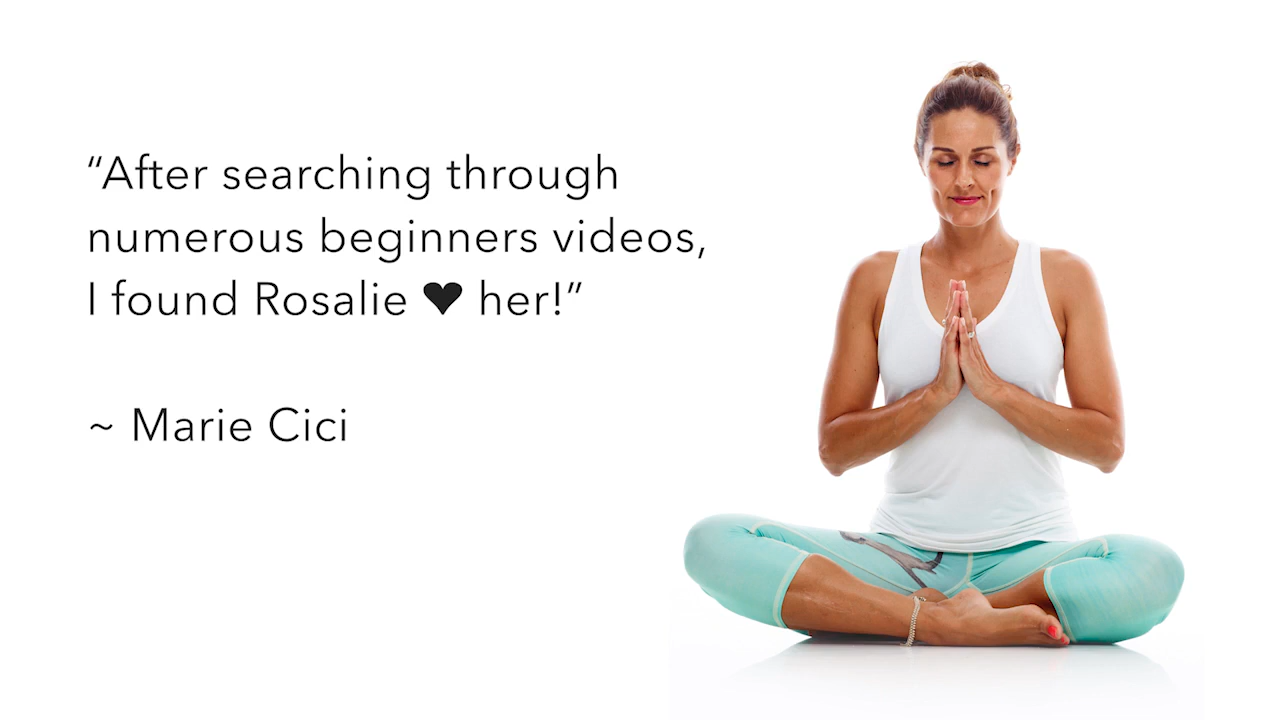 “After searching through
numerous beginners videos,
I found Rosalie ♥ her!”
~ Marie Cici